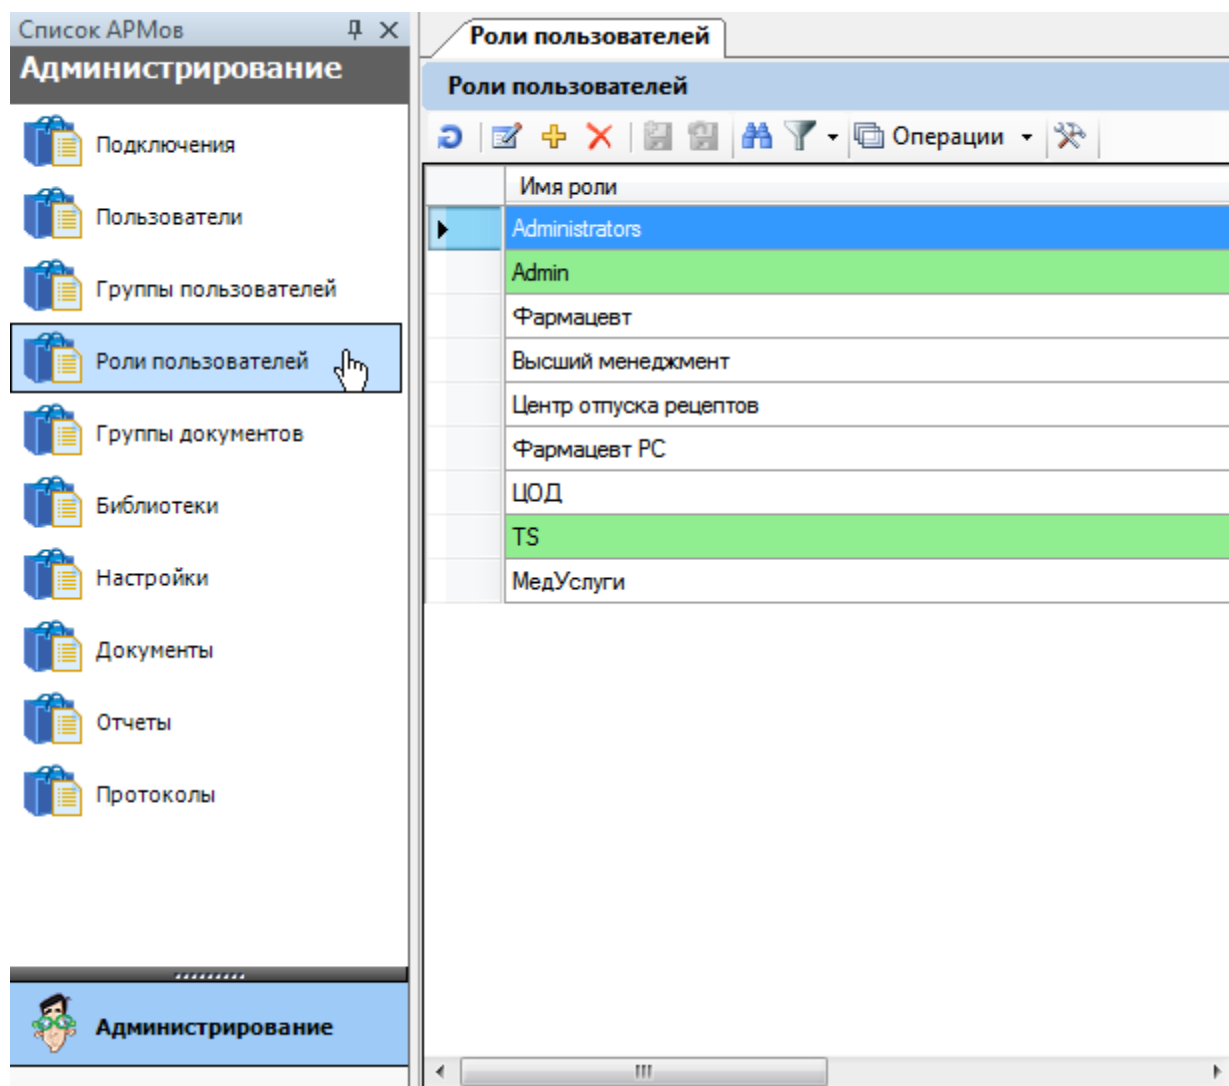 Список АРМов
Администрирование
Подключения
Пользователи
Группы пользователей
Роли пользователей
Группы документов
Библиотеки
Настройки
Документы
Отчеты
Протоколы
Администрирование
Роли пользователей
Роли пользователей
Операции
Имя роли
Administrators
Admin
Фармацевт
Высший менеджмент
Центр отпуска рецептов
Фармацевт РС
ЦОД
TS
МедУслуги